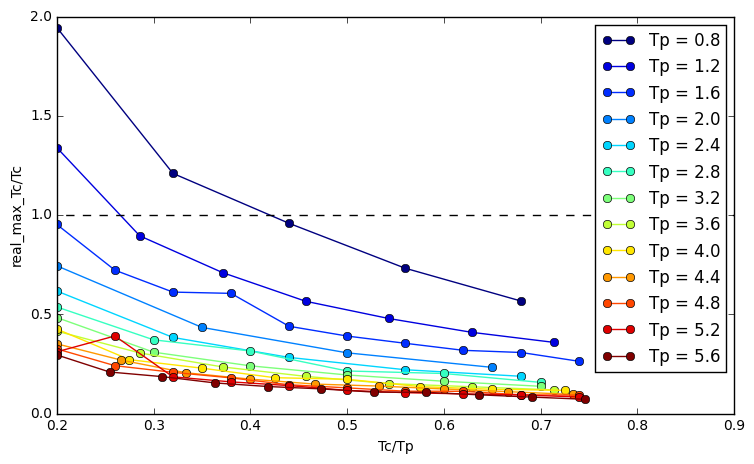 2.0
1.5
1.0
0.5
0.0
real_max_Tc/Tc
0.2 0.3 0.4 0.5 0.6 0.7 0.8 0.9
Tc/Tp
Tp = 0.8
Tp = 1.2
Tp = 1.6
Tp = 2.0
Tp = 2.4
Tp = 2.8
Tp = 3.2
Tp = 3.6
Tp = 4.0
Tp = 4.4
Tp = 4.8
Tp = 5.2
Tp = 5.6